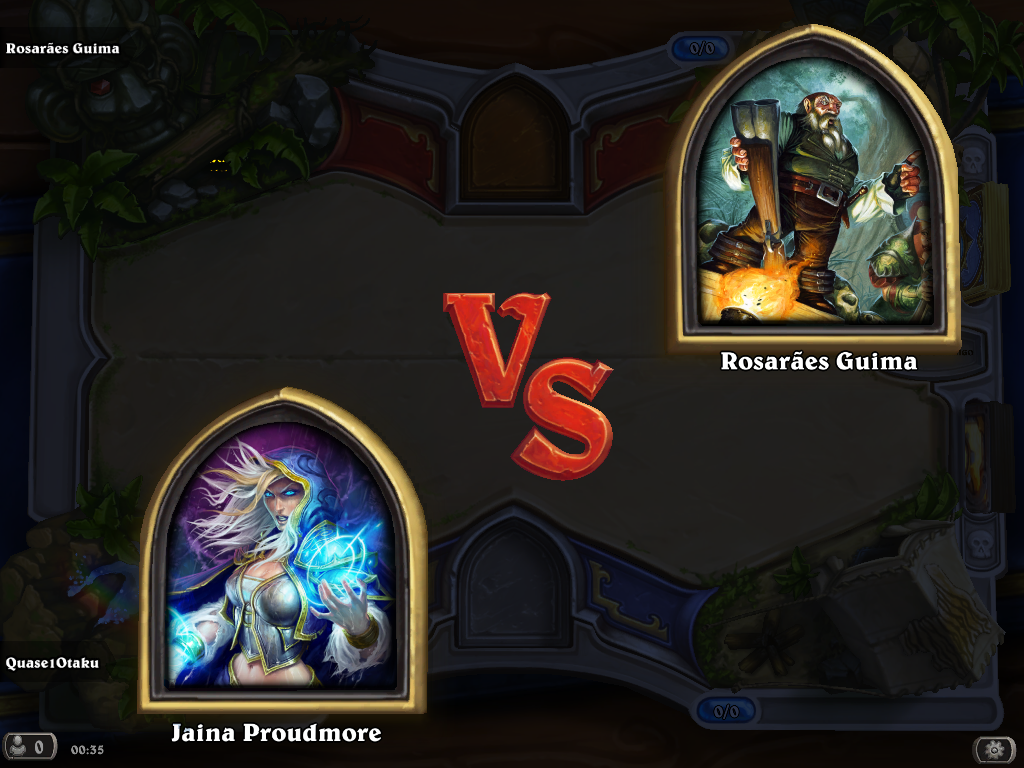 Rosarães Guima
0/0
VS
Rosarães Guima
Quase1Otaku
0/0
Jaina Proudmore
0
00:35